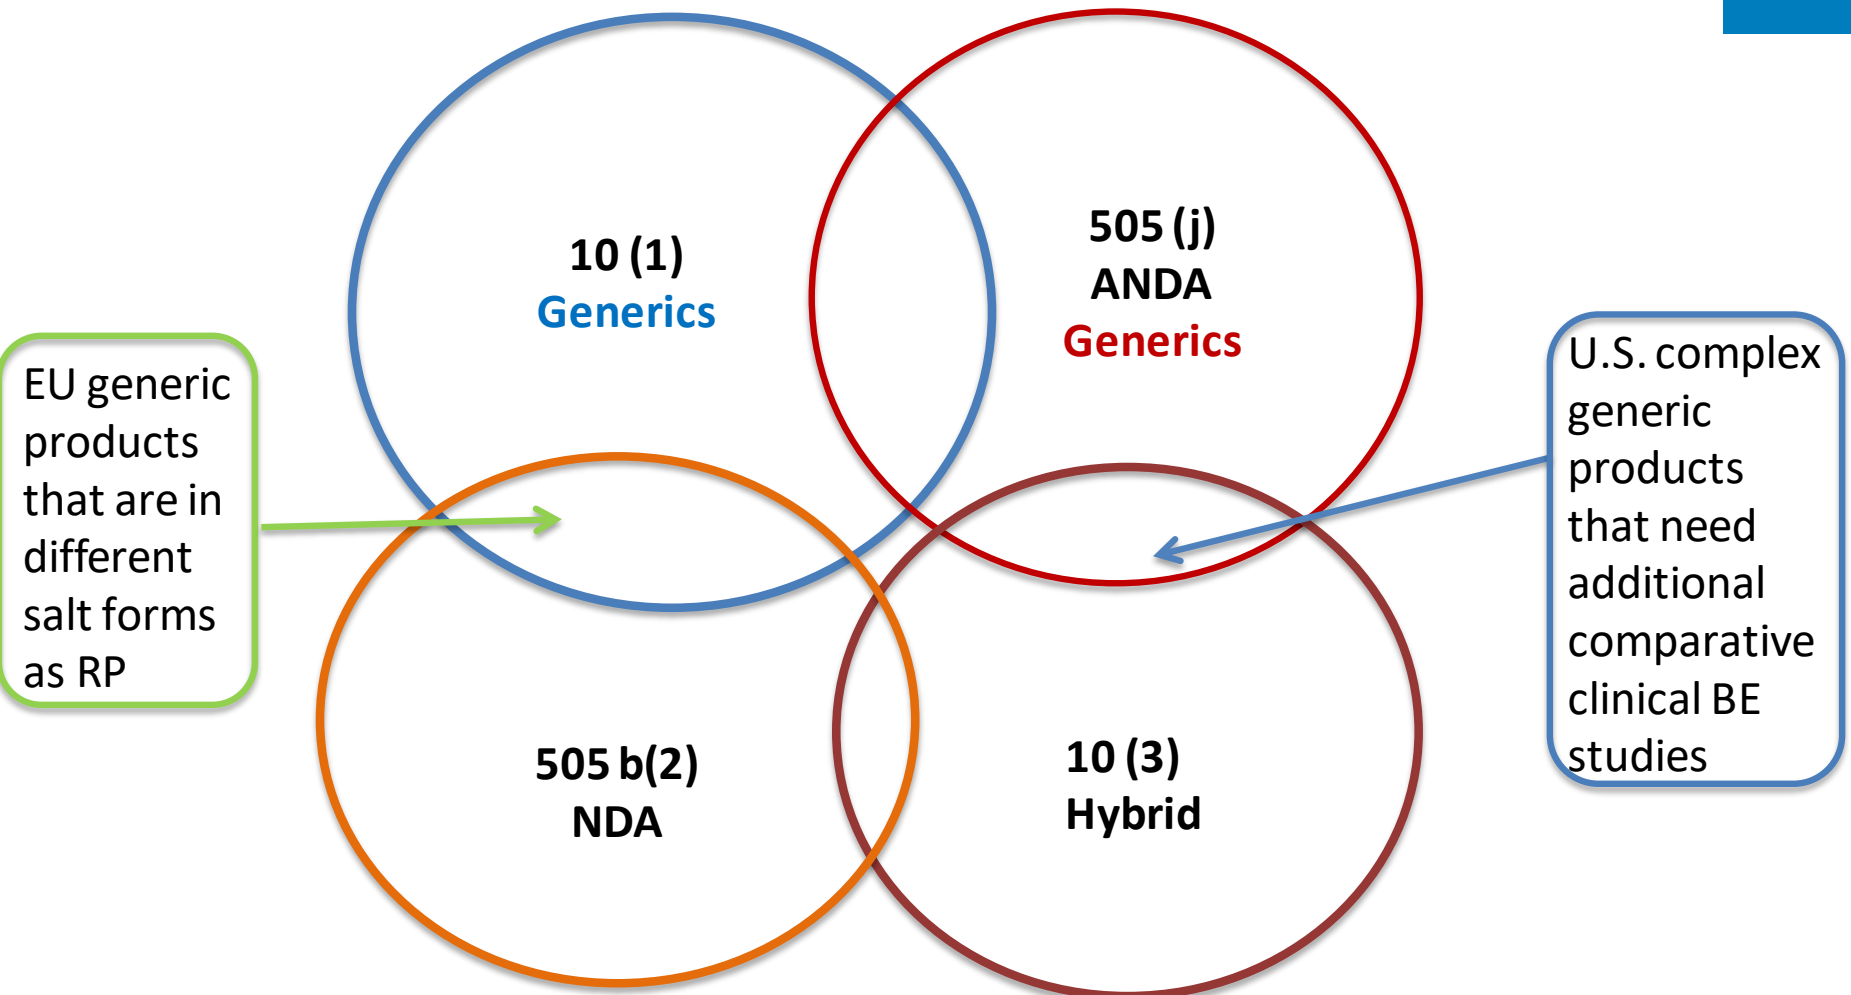 10 (1)
Generics
505 (j)
ANDA
Generics
EU generic
products
that are in
different
salt forms
as RP
U.S. complex
generic
products
that need
additional
comparative
clinical BE
studies
505 b(2)
NDA
10 (3)
Hybrid